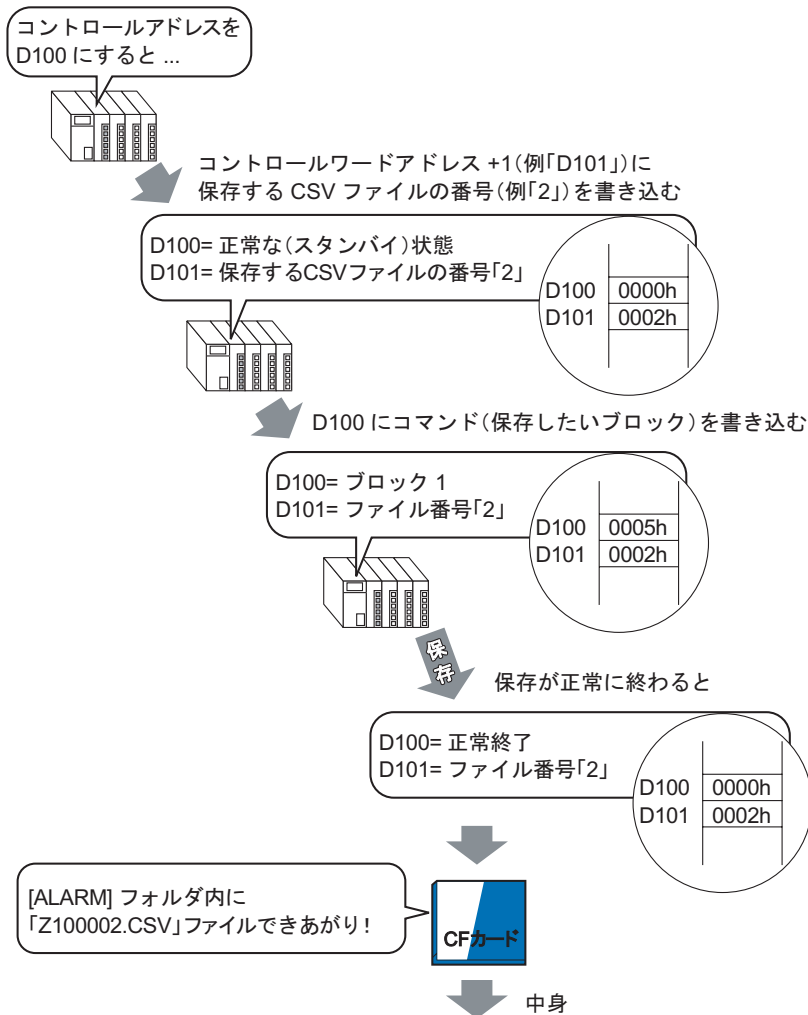 コントロールアドレスを
D100 にすると ...
コントロールワードアドレス +1(例「D101」)に
保存する CSV ファイルの番号(例「2」)を書き込む
D100= 正常な(スタンバイ)状態
D101= 保存するCSVファイルの番号「2」
D100 0000h
D101 0002h
D100 にコマンド(保存したいブロック)を書き込む
D100= ブロック 1
D101= ファイル番号「2」
D100 0005h
D101 0002h
保存
保存が正常に終わると
D100= 正常終了
D101= ファイル番号「2」
D100 0000h
D101 0002h
[ALARM] フォルダ内に
「Z100002.CSV」ファイルできあがり!
CFカード
中身